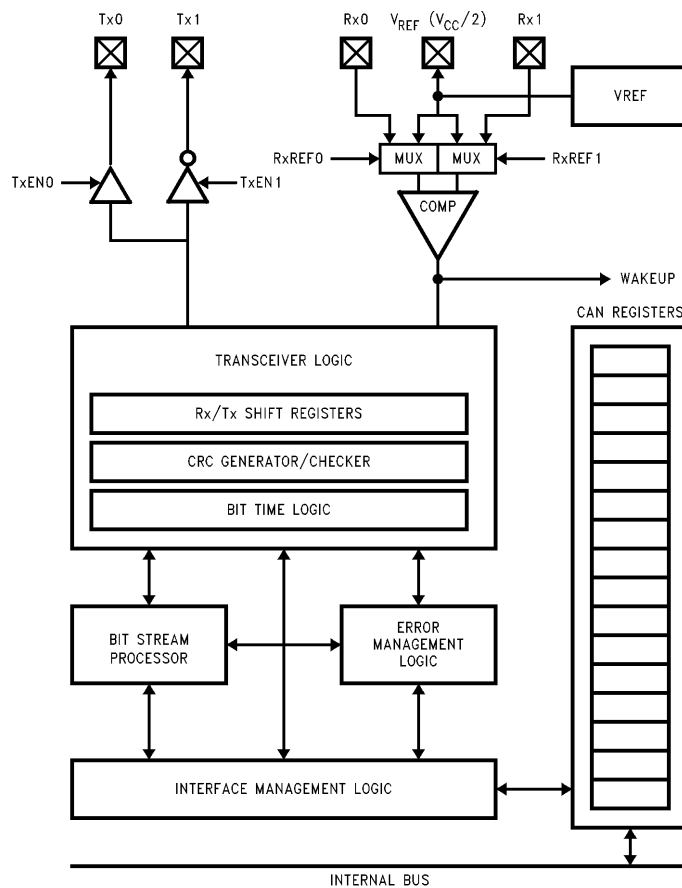 Tx0 Tx1 Rx0 VREF (VCC/2) Rx1
VREF
RxREF0 MUX MUX RxREF1
TxEN0 TxEN1
COMP
WAKEUP
CAN REGISTERS
TRANSCEIVER LOGIC
Rx/Tx SHIFT REGISTERS
CRC GENERATOR/CHECKER
BIT TIME LOGIC
BIT STREAM
PROCESSOR
ERROR
MANAGEMENT
LOGIC
INTERFACE MANAGEMENT LOGIC
INTERNAL BUS